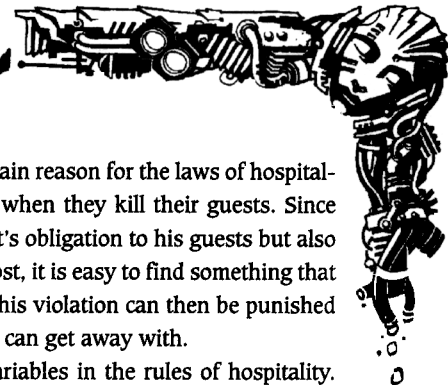 ain reason for the laws of hospital-
when they kill their guests. Since
t's obligation to his guests but also
ost, it is easy to find something that
his violation can then be punished
can get away with.
ariables in the rules of hospitality.